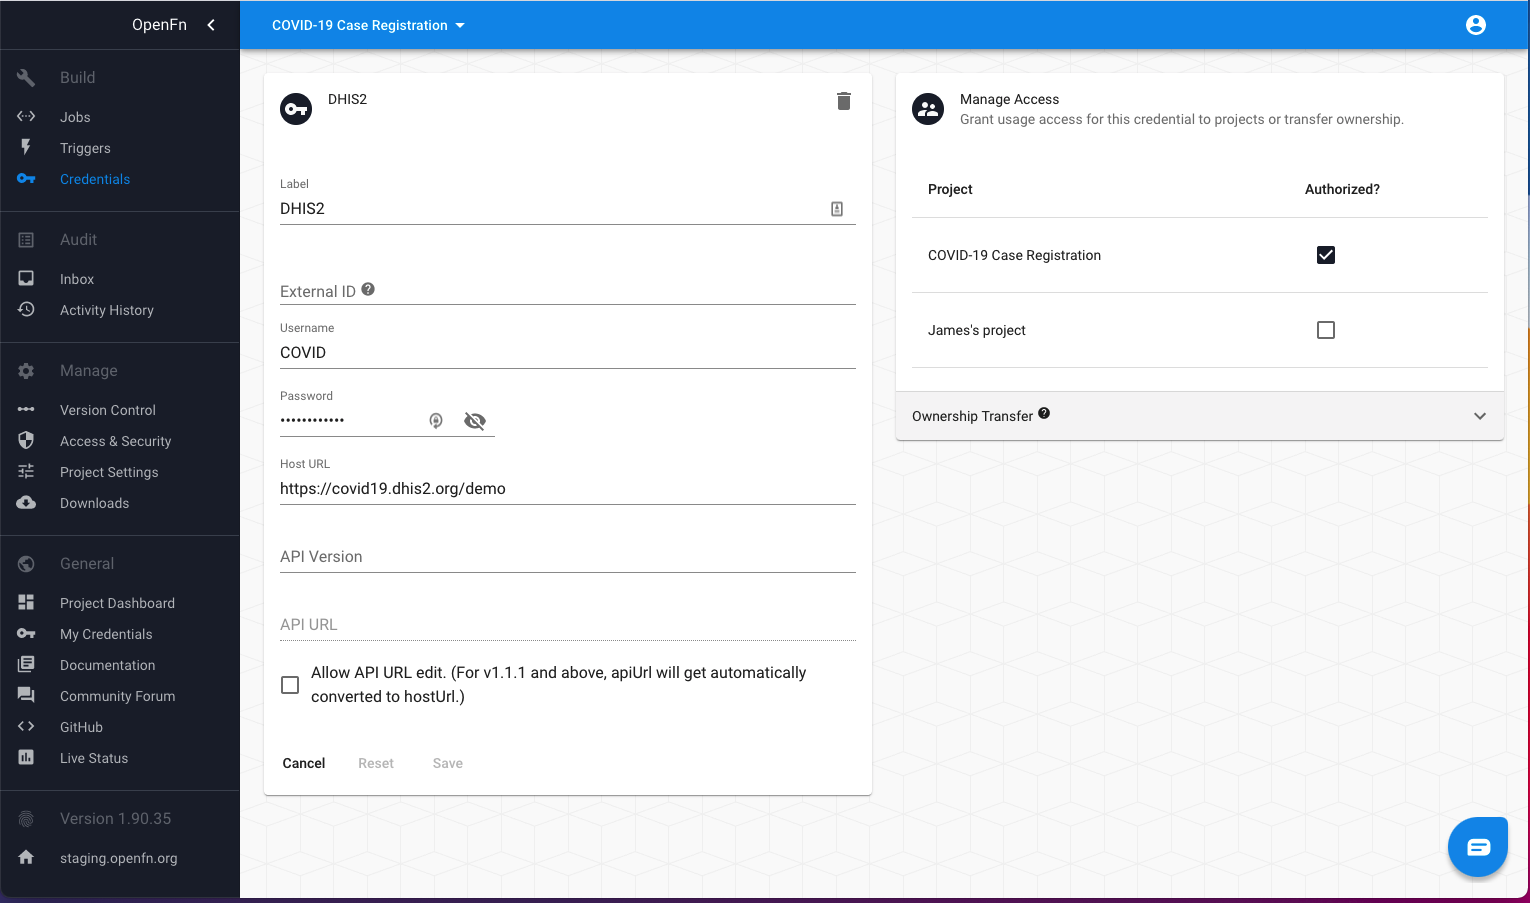 OpenFn
COVID-19 Case Registration
Build
Jobs
Triggers
Credentials
Audit
Inbox
Activity History
Manage
Version Control
Access & Security
Project Settings
Downloads
General
Project Dashboard
My Credentials
Documentation
Community Forum
GitHub
Live Status
Version 1.90.35
staging.openfn.org
DHIS2
Label
DHIS2
External ID
Username
COVID
Password
••••••••••••
Host URL
https://covid19.dhis2.org/demo
API Version
API URL
Allow API URL edit. (For v1.1.1 and above, apiUrl will get automatically
converted to hostUrl.)
Cancel Reset Save
Manage Access
Grant usage access for this credential to projects or transfer ownership.
Project Authorized?
COVID-19 Case Registration
James's project
Ownership Transfer